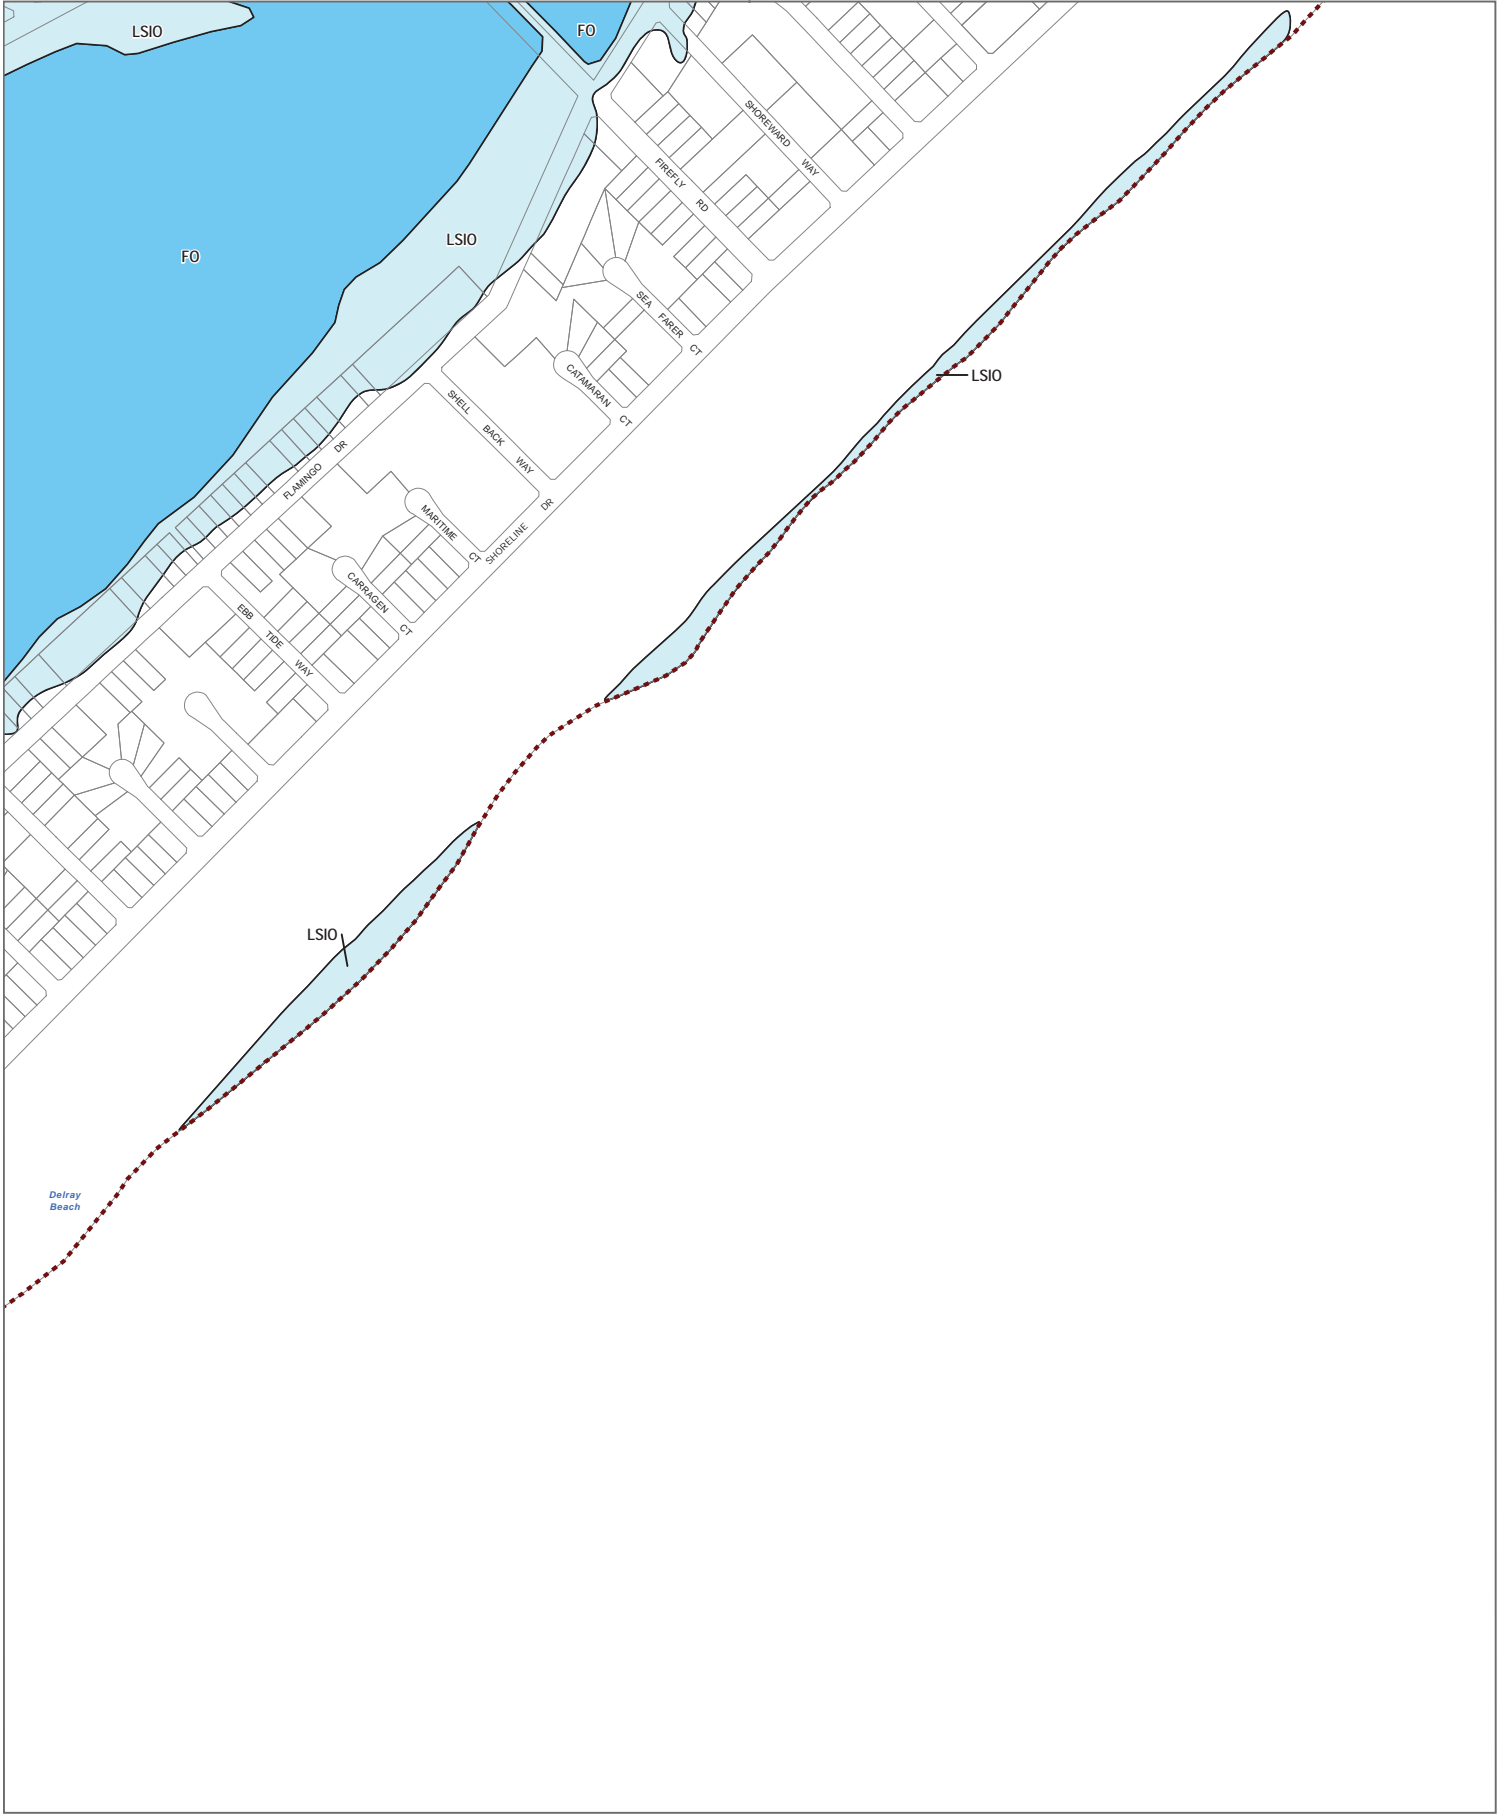 LSIO
FO
SHOREWARD WAY
FIREFLY RD
LSIO
FO
SEA FARER CT
CATAMARAN CT
LSIO
SHELL BACK WAY
FLAMINGO DR
MARITIME CT
SHORELINE DR
CARRAGEN CT
EBB TIDE WAY
LSIO
Delray
Beach